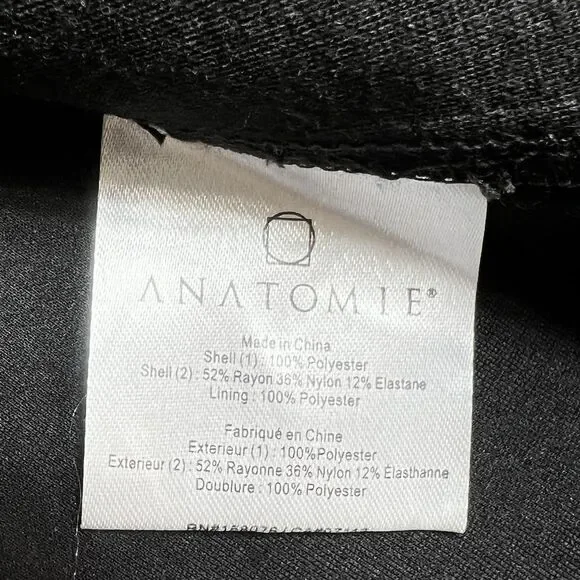 ANATOMIE®
Made in China
Shell (1) : 100% Polyester
Shell (2) : 52% Rayon 36% Nylon 12% Elastane
Lining : 100% Polyester
Fabriqué en Chine
Exterieur (1) : 100%Polyester
Exterieur (2) : 52% Rayonne 36% Nylon 12% Elasthanne
Doublure : 100% Polyester